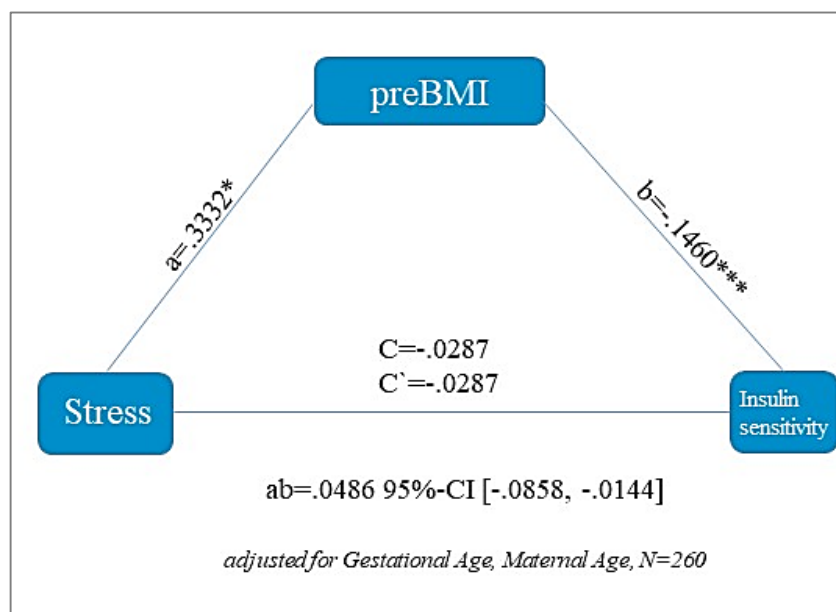 preBMI
a=.3332*
b=-.1460***
C=-.0287
C`=-.0287
Stress
Insulin
sensitivity
ab=.0486 95%-CI [-.0858, -.0144]
adjusted for Gestational Age, Maternal Age, N=260